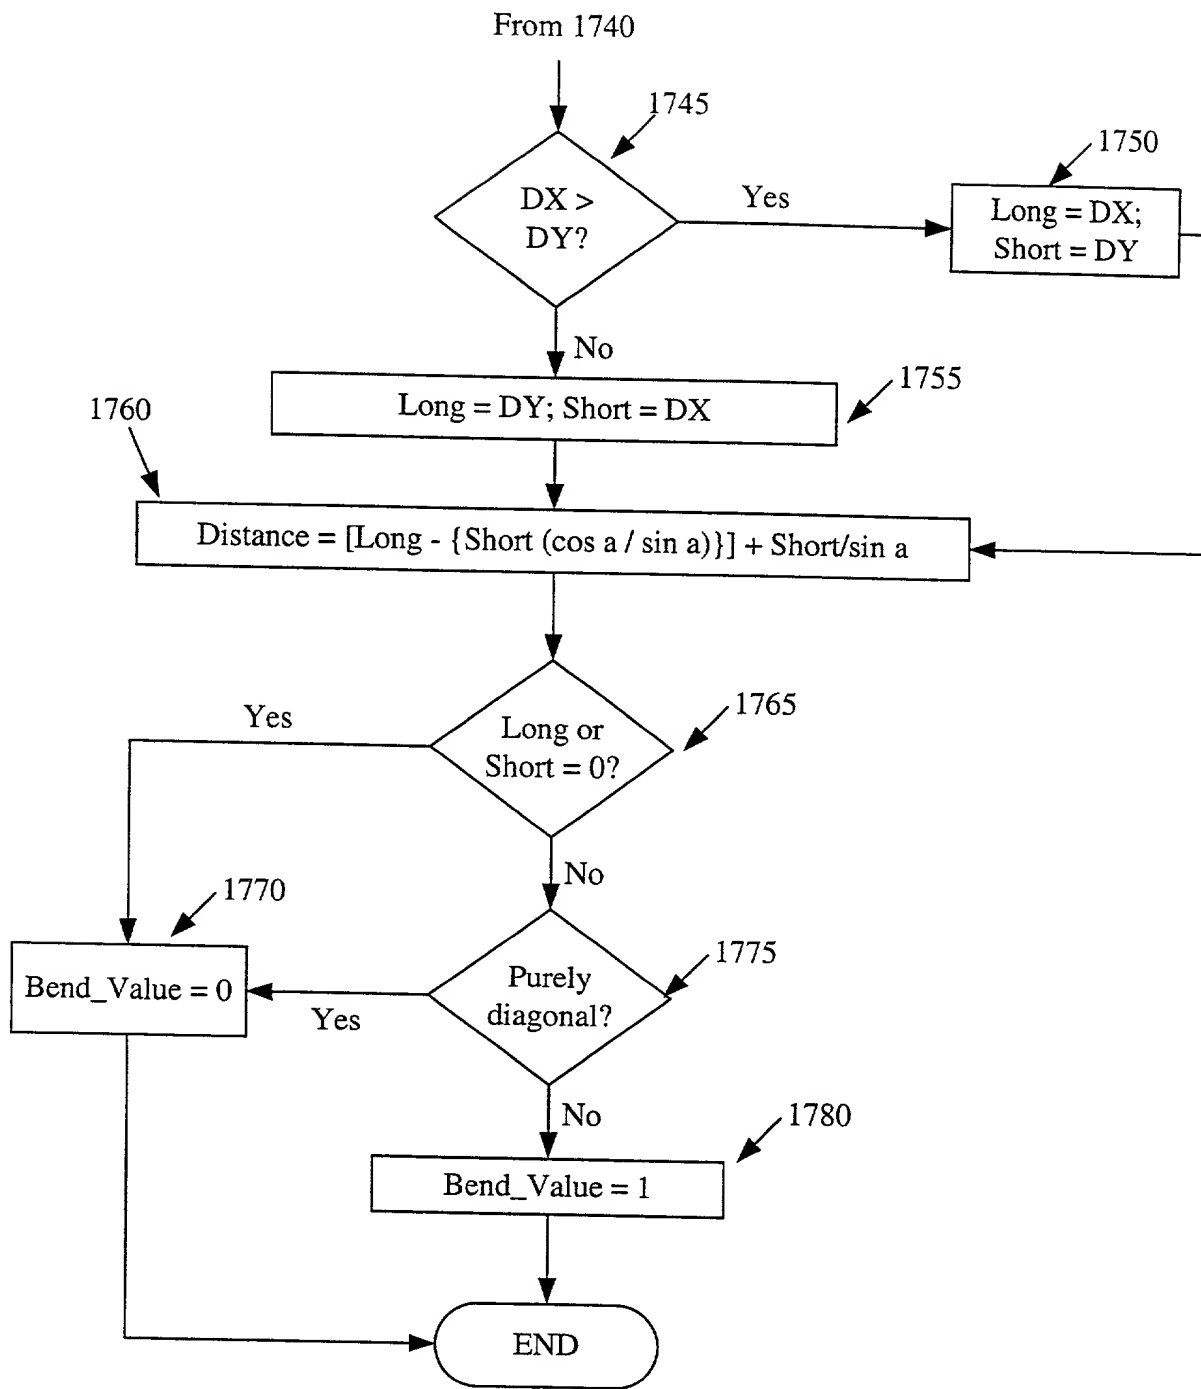 From 1740
1745
DX >
DY?
Yes
1750
Long = DX;
Short = DY
No
1755
Long = DY; Short = DX
1760
Distance = [Long - {Short (cos a / sin a)}] + Short/sin a
1765
Long or
Short = 0?
Yes
No
1770
Bend_Value = 0
1775
Purely
diagonal?
Yes
No
1780
Bend_Value = 1
END